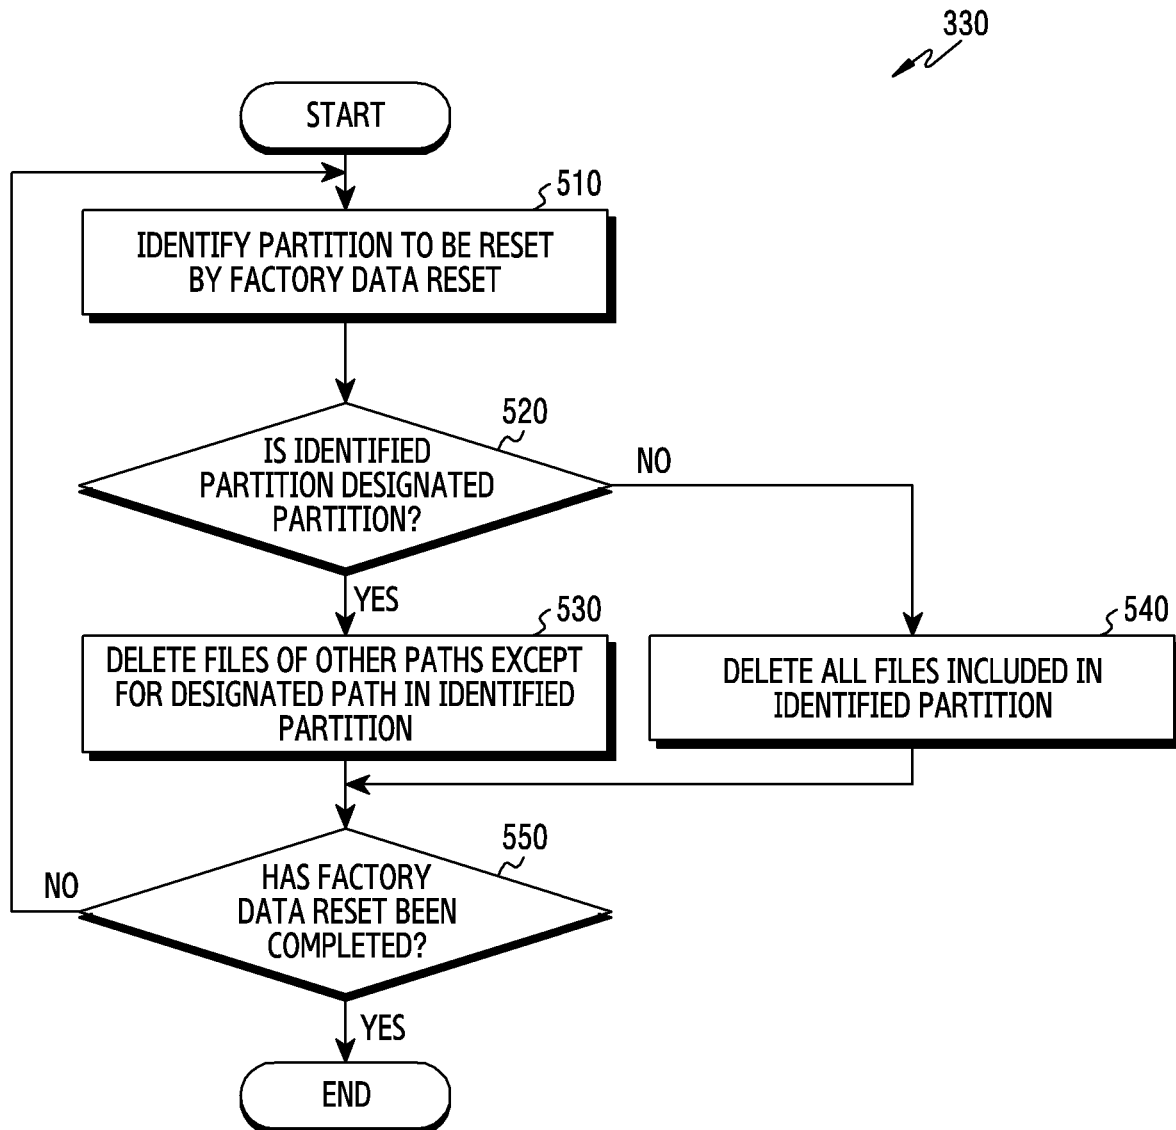 330
START
510
IDENTIFY PARTITION TO BE RESET
BY FACTORY DATA RESET
520
IS IDENTIFIED
PARTITION DESIGNATED
PARTITION?
NO
YES
530
DELETE FILES OF OTHER PATHS EXCEPT
FOR DESIGNATED PATH IN IDENTIFIED
PARTITION
540
DELETE ALL FILES INCLUDED IN
IDENTIFIED PARTITION
550
HAS FACTORY
DATA RESET BEEN
COMPLETED?
NO
YES
END